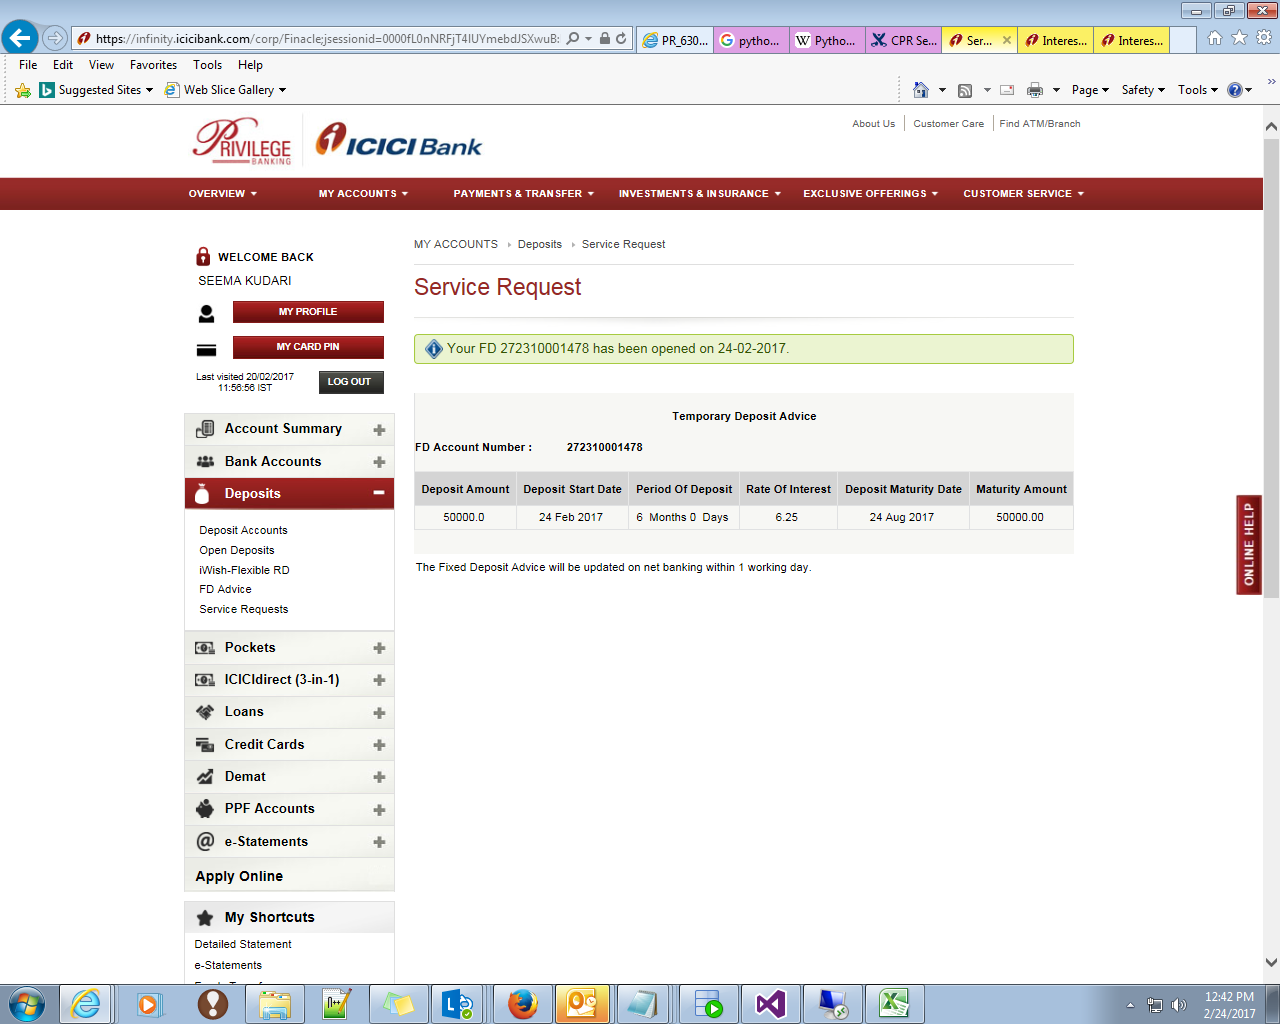 https://infinity.icicibank.com/corp/Finacle;jsessionid=0000fL0nNRFjT4IUYmebdJSXwuB:
PR_630...
pytho...
Pytho...
CPR Se...
Ser...
Interes...
Interes...
File Edit View Favorites Tools Help
Suggested Sites
Web Slice Gallery
Page Safety Tools
PRIVILEGE
BANKING
ICICI Bank
About Us
Customer Care
Find ATM/Branch
OVERVIEW
MY ACCOUNTS
PAYMENTS & TRANSFER
INVESTMENTS & INSURANCE
EXCLUSIVE OFFERINGS
CUSTOMER SERVICE
WELCOME BACK
SEEMA KUDARI
MY PROFILE
MY CARD PIN
Last visited 20/02/2017
11:56:56 IST
LOG OUT
Account Summary
Bank Accounts
Deposits
Deposit Accounts
Open Deposits
iWish-Flexible RD
FD Advice
Service Requests
Pockets
ICICIdirect (3-in-1)
Loans
Credit Cards
Demat
PPF Accounts
e-Statements
Apply Online
My Shortcuts
Detailed Statement
e-Statements
MY ACCOUNTS Deposits Service Request
Service Request
Your FD 272310001478 has been opened on 24-02-2017.
Temporary Deposit Advice
FD Account Number : 272310001478
Deposit Amount Deposit Start Date Period Of Deposit Rate Of Interest Deposit Maturity Date Maturity Amount
50000.0 24 Feb 2017 6 Months 0 Days 6.25 24 Aug 2017 50000.00
The Fixed Deposit Advice will be updated on net banking within 1 working day.
ONLINE HELP
12:42 PM
2/24/2017